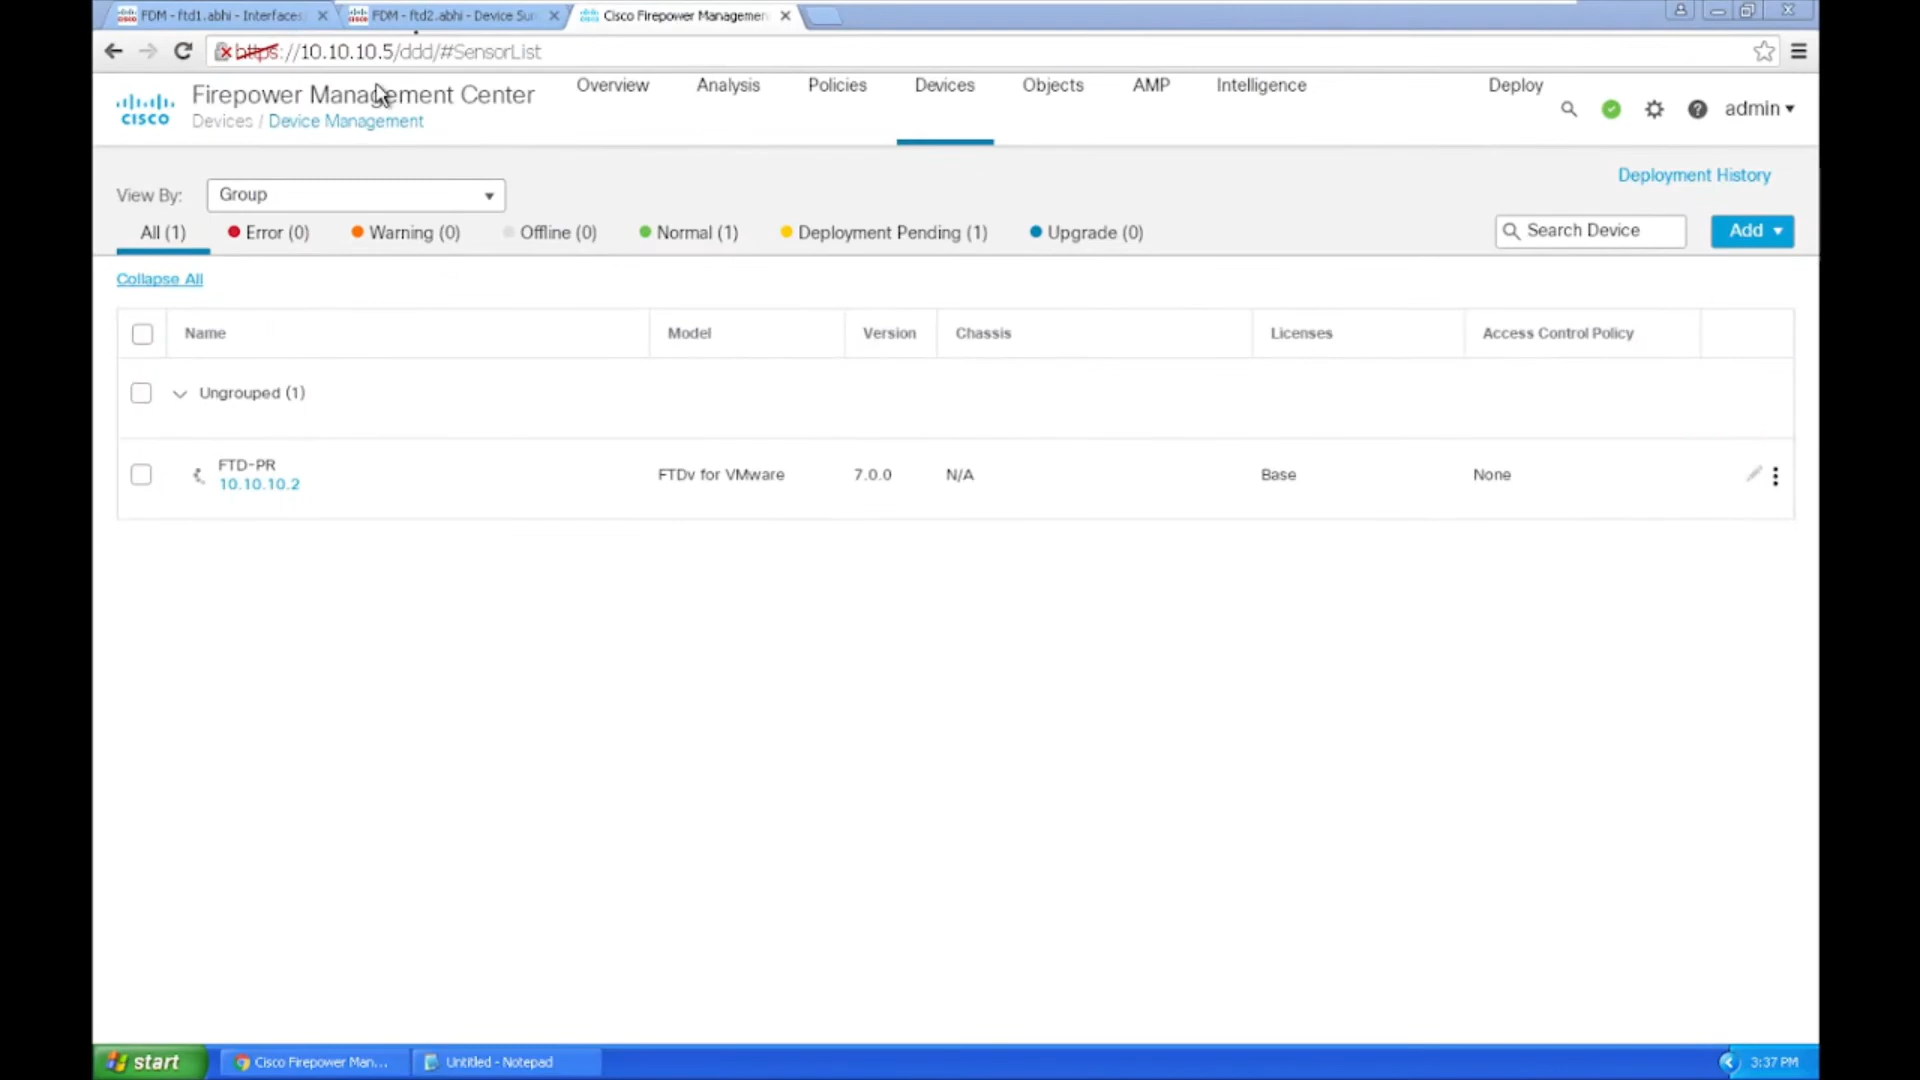 FDM - ftd1.abhi - Interfaces
FDM - ftd2.abhi - Device Sum
Cisco Firepower Managemen
https://10.10.10.5/ddd/#SensorList
CISCO
Firepower Management Center
Devices / Device Management
Overview
Analysis
Policies
Devices
Objects
AMP
Intelligence
Deploy
admin
Deployment History
View By:
Group
All (1)
Error (0)
Warning (0)
Offline (0)
Normal (1)
Deployment Pending (1)
Upgrade (0)
Search Device
Add
Collapse All
Name
Model
Version
Chassis
Licenses
Access Control Policy
Ungrouped (1)
FTD-PR
10.10.10.2
FTDv for VMware
7.0.0
N/A
Base
None
start
Cisco Firepower Man...
Untitled - Notepad
3:37 PM